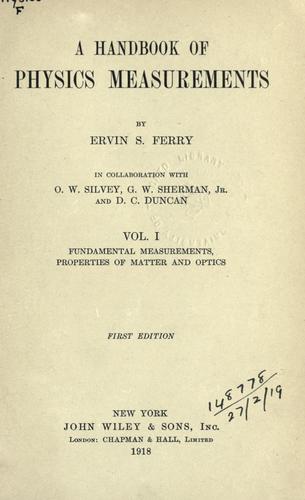 A HANDBOOK OF
PHYSICS MEASUREMENTS
BY
ERVIN S. FERRY
IN COLLABORATION WITH
O. W. SILVEY, G. W. SHERMAN, JR.
AND D. C. DUNCAN
VOL. I
FUNDAMENTAL MEASUREMENTS,
PROPERTIES OF MATTER AND OPTICS
FIRST EDITION
148778
27/2/19
NEW YORK
JOHN WILEY & SONS, INC.
LONDON: CHAPMAN & HALL, LIMITED
1918